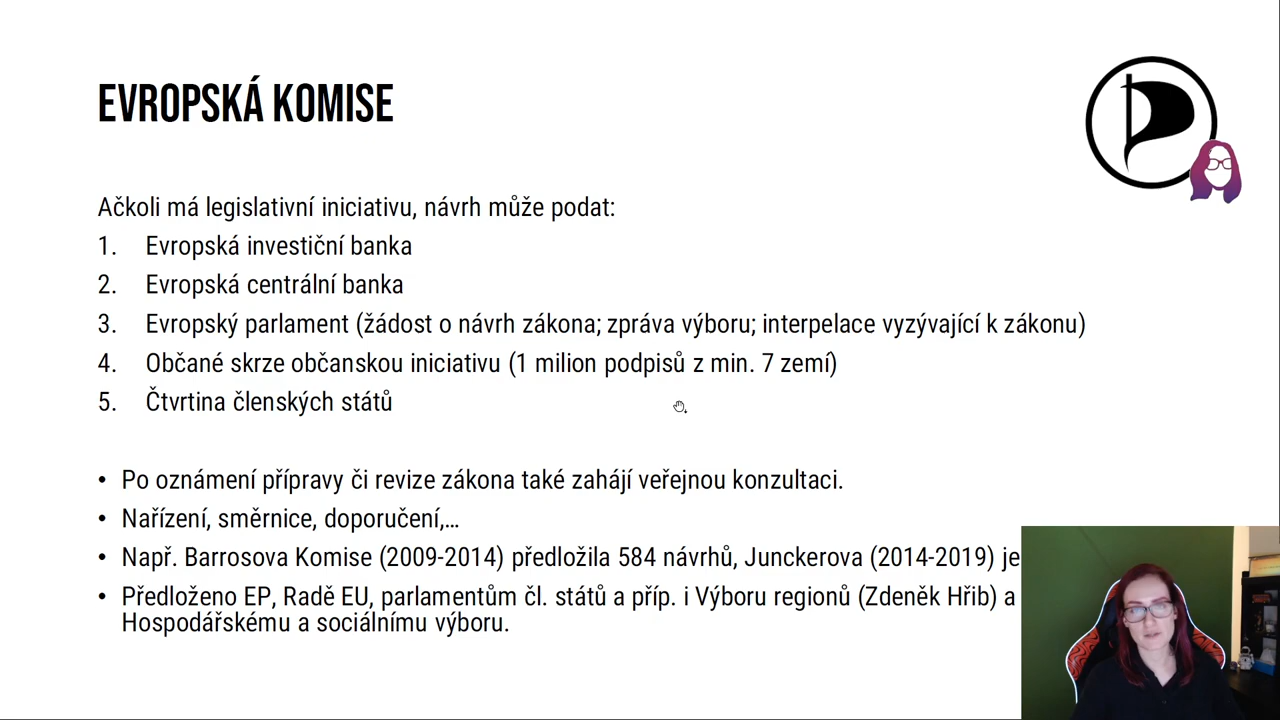 EVROPSKÁ KOMISE
Ačkoli má legislativní iniciativu, návrh může podat:
1. Evropská investiční banka
2. Evropská centrální banka
3. Evropský parlament (žádost o návrh zákona; zpráva výboru; interpelace vyzývající k zákonu)
4. Občané skrze občanskou iniciativu (1 milion podpisů z min. 7 zemí)
5. Čtvrtina členských států
• Po oznámení přípravy či revize zákona také zahájí veřejnou konzultaci.
• Nařízení, směrnice, doporučení,...
• Např. Barrosova Komise (2009-2014) předložila 584 návrhů, Junckerova (2014-2019) je
• Předloženo EP, Radě EU, parlamentům čl. států a příp. i Výboru regionů (Zdeněk Hřib) a
Hospodářskému a sociálnímu výboru.